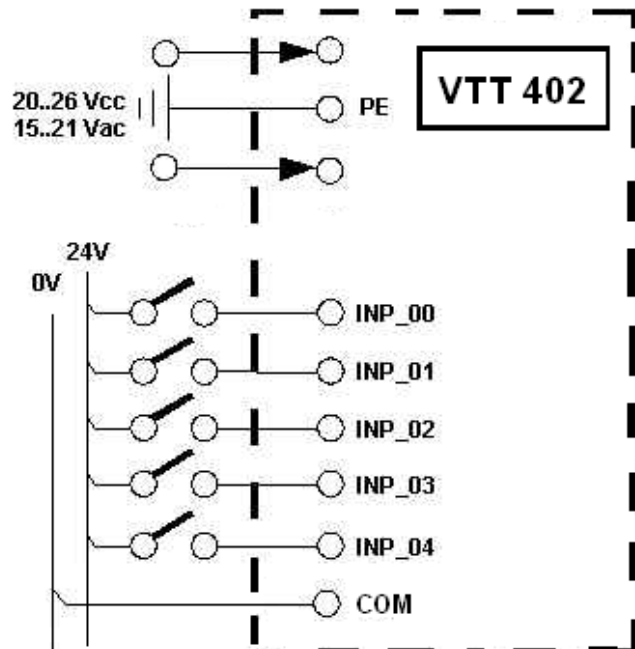 VTT 402
20..26 Vcc
15..21 Vac
PE
24V
0V
INP_00
INP_01
INP_02
INP_03
INP_04
COM